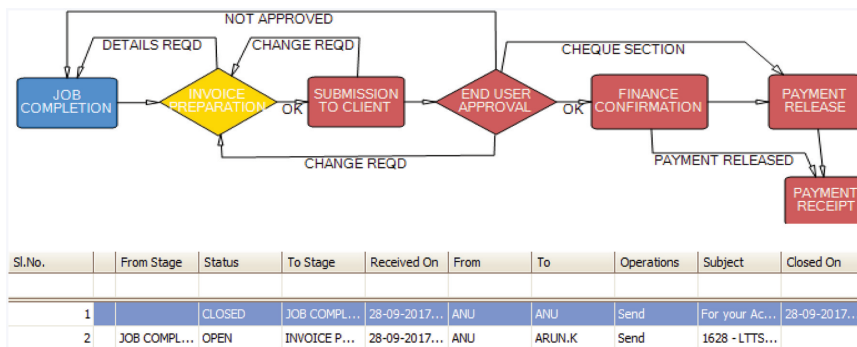 NOT APPROVED
DETAILS REQD
CHANGE REQD
CHEQUE SECTION
JOB
COMPLETION
INVOICE
PREPARATION
OK
SUBMISSION
TO CLIENT
END USER
APPROVAL
OK
FINANCE
CONFIRMATION
PAYMENT
RELEASE
CHANGE REQD
PAYMENT RELEASED
PAYMENT
RECEIPT
Sl.No. From Stage Status To Stage Received On From To Operations Subject Closed On
1 CLOSED JOB COMPL... 28-09-2017... ANU ANU Send For your Ac... 28-09-2017...
2 JOB COMPL... OPEN INVOICE P... 28-09-2017... ANU ARUN.K Send 1628 - LTTS...